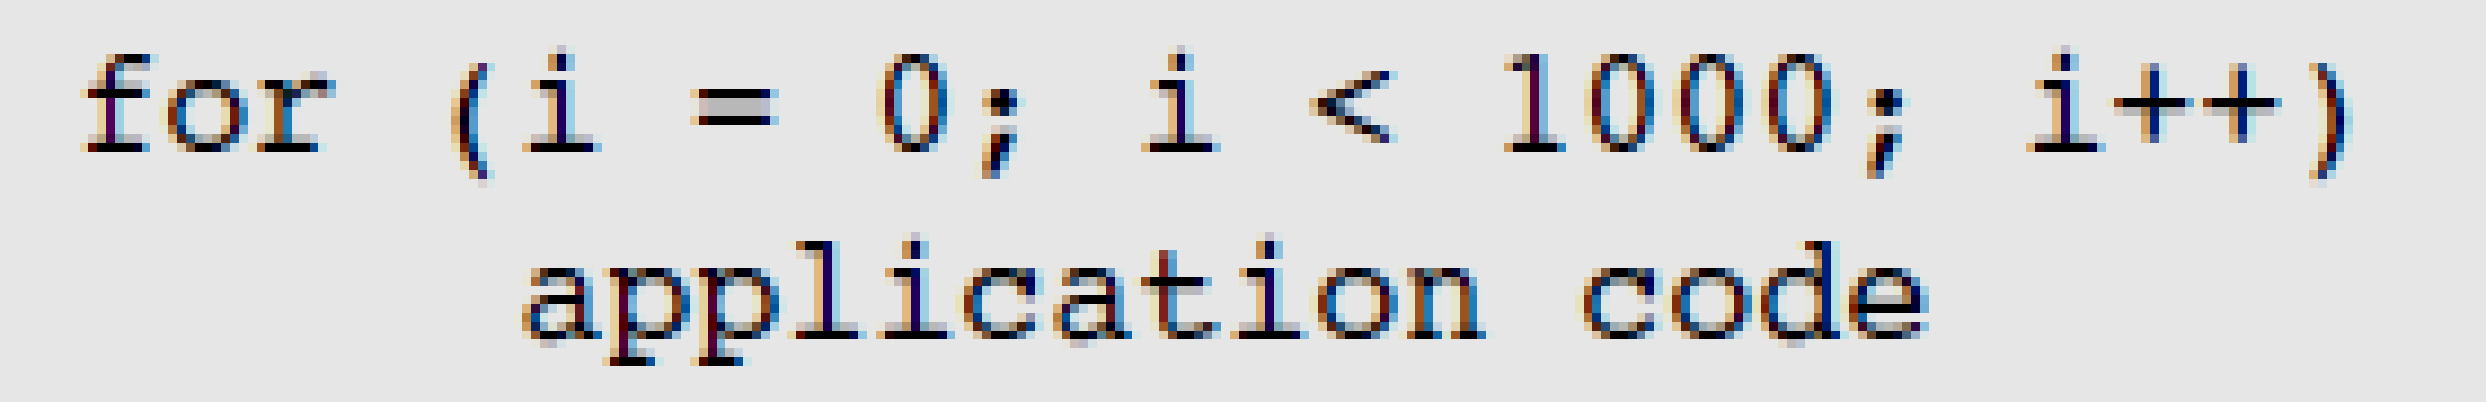 for (i = 0; i < 1000; i++)
     application code